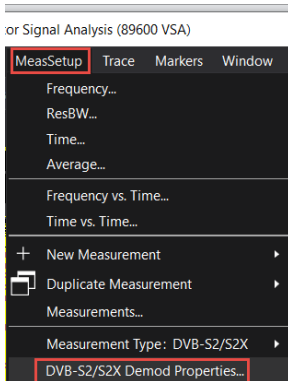 or Signal Analysis (89600 VSA)
MeasSetup Trace Markers Window
Frequency...
ResBW...
Time...
Average...
Frequency vs. Time...
Time vs. Time...
New Measurement
Duplicate Measurement
Measurements...
Measurement Type: DVB-S2/S2X
DVB-S2/S2X Demod Properties...